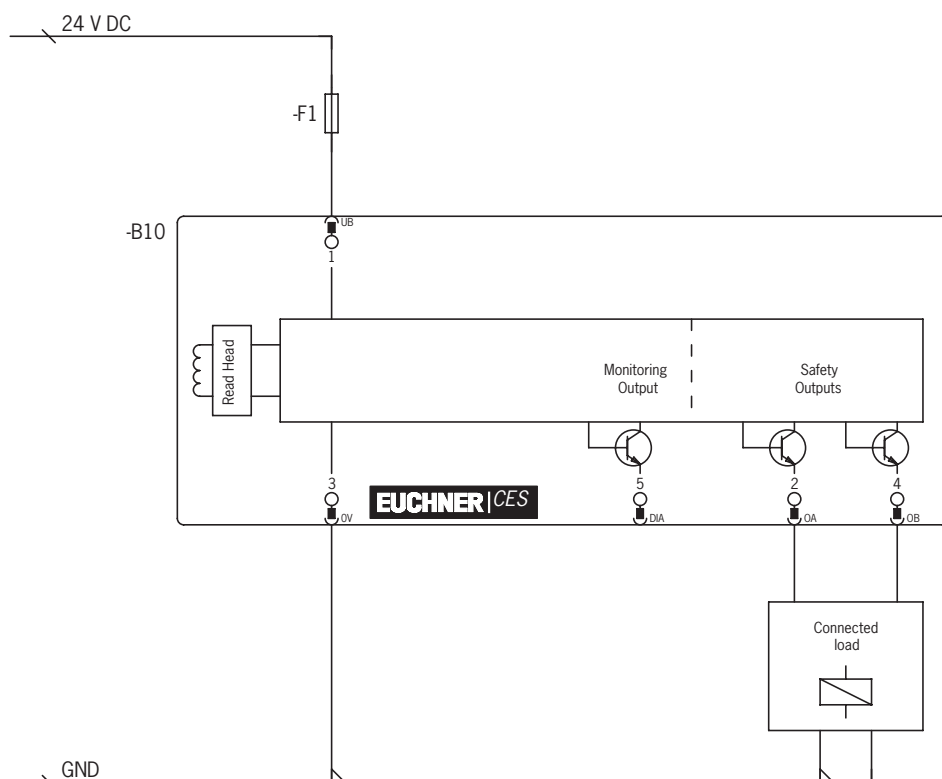 24 V DC
-F1
-B10
UB
1
Read Head
Monitoring
Output
Safety
Outputs
3
5
2
4
EUCHNER|CES
0V
DIA
OA
OB
Connected
load
GND